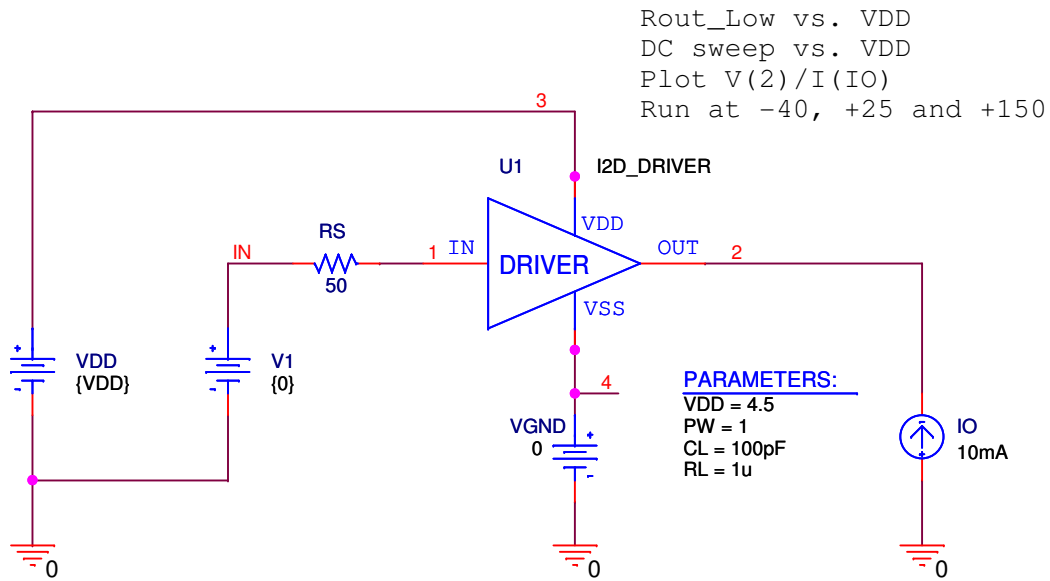 Rout_Low vs. VDD
DC sweep vs. VDD
Plot V(2)/I(IO)
Run at -40, +25 and +150
3
U1
I2D_DRIVER
VDD
RS
IN
1
IN
DRIVER
OUT
2
50
VSS
+
VDD
{VDD}
-
+
V1
{0}
-
4
PARAMETERS:
VDD = 4.5
PW = 1
CL = 100pF
RL = 1u
VGND
0
+
-
IO
10mA
+
0
0
0